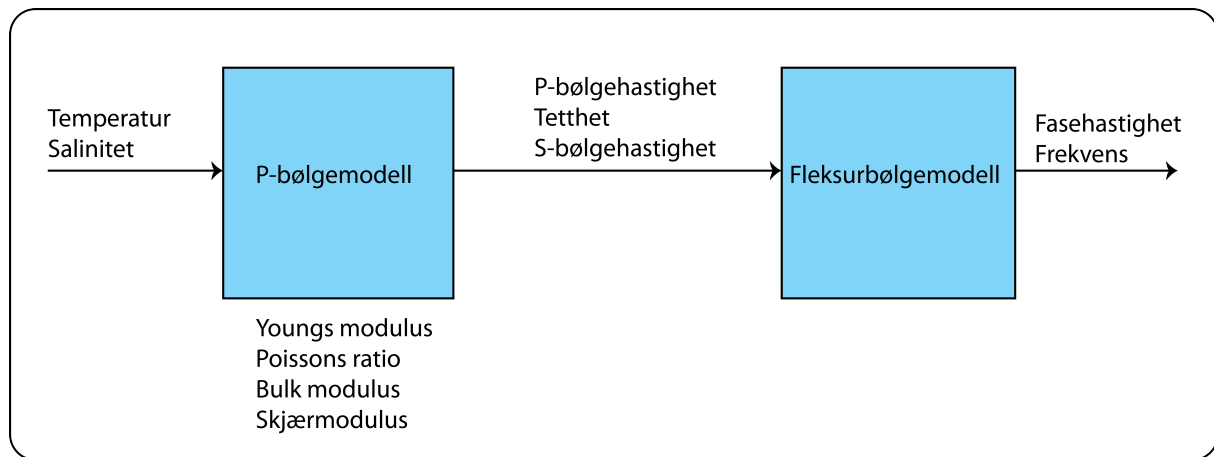 Temperatur
Salinitet
P-bølgemodell
Youngs modulus
Poissons ratio
Bulk modulus
Skjærmodulus
P-bølgehastighet
Tetthet
S-bølgehastighet
Fleksurbølgemodell
Fasehastighet
Frekvens